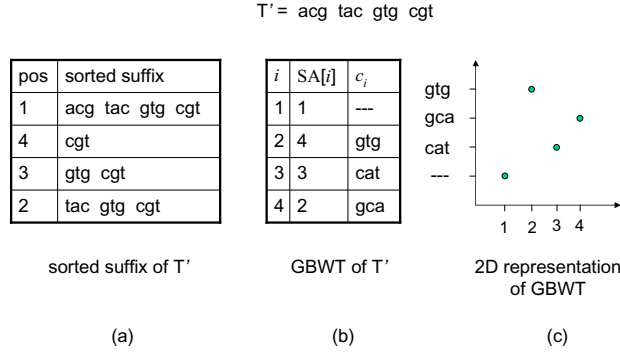 T’ = acg tac gtg cgt
pos sorted suffix
1 acg tac gtg cgt
4 cgt
3 gtg cgt
2 tac gtg cgt
sorted suffix of T’
(a)
i SA[i] c_i
1 1 ---
2 4 gtg
3 3 cat
4 2 gca
GBWT of T’
(b)
gtg
gca
cat
---
1 2 3 4
2D representation
of GBWT
(c)